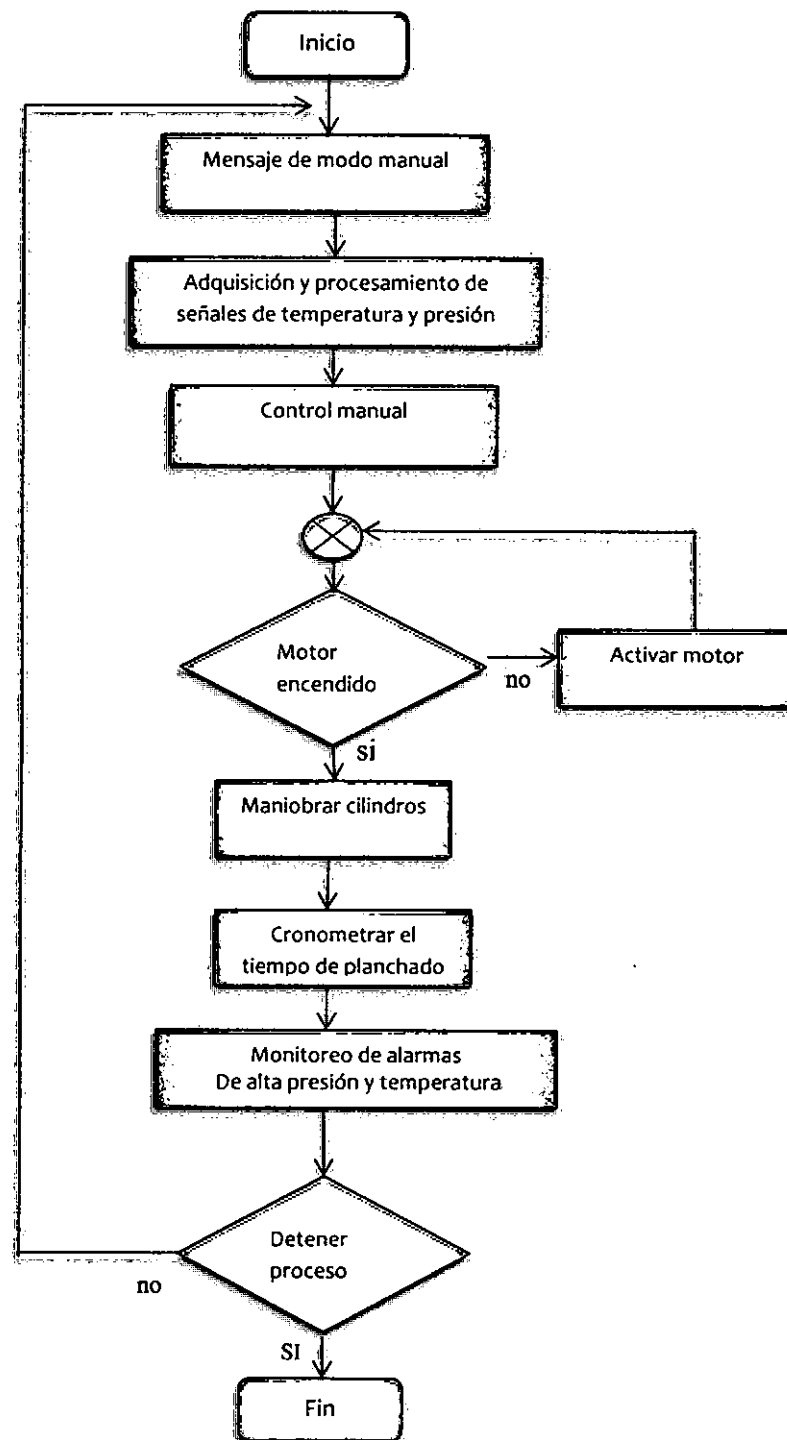 Inicio
Mensaje de modo manual
Adquisición y procesamiento de
señales de temperatura y presión
Control manual
Motor
encendido
no
Activar motor
sí
Maniobrar cilindros
Cronometrar el
tiempo de planchado
Monitoreo de alarmas
De alta presión y temperatura
Detener
proceso
no
SI
Fin